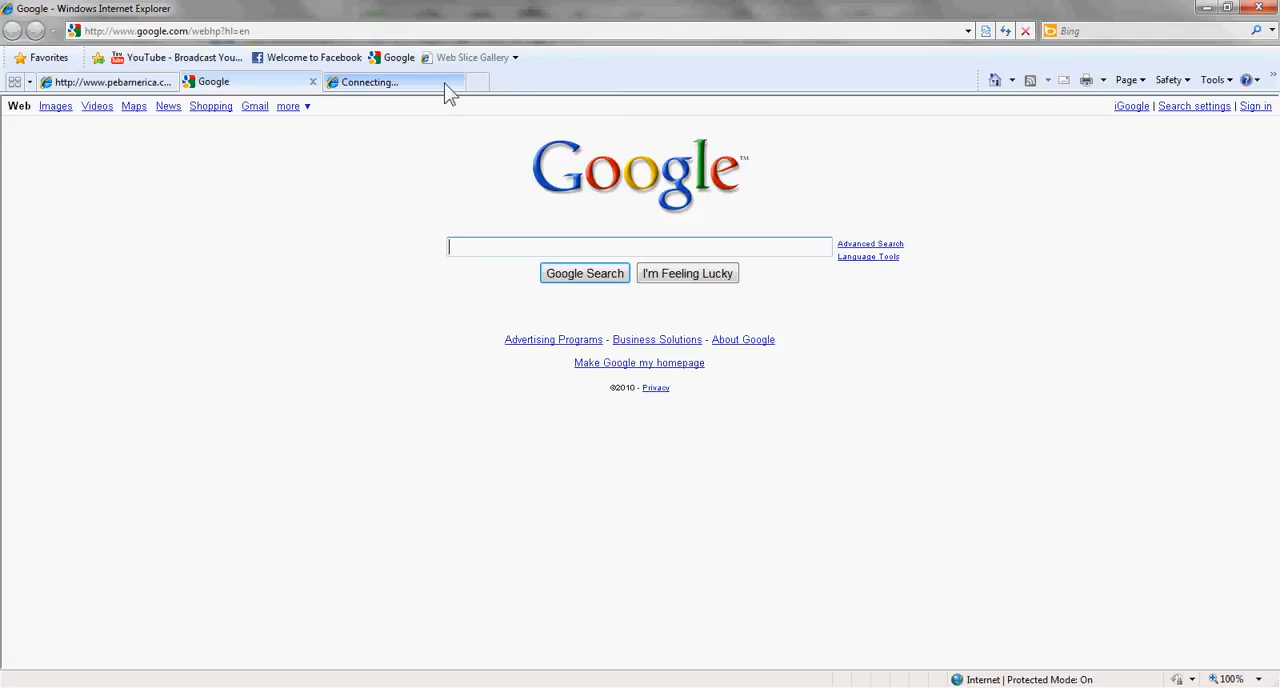 Google - Windows Internet Explorer
http://www.google.com/webhp?hl=en
Bing
Favorites YouTube - Broadcast You... Welcome to Facebook Google Web Slice Gallery
http://www.pebamerica.c... Google Connecting... Page Safety Tools
Web Images Videos Maps News Shopping Gmail more ▼ iGoogle | Search settings | Sign in
Google™
Advanced Search
Language Tools
Google Search I'm Feeling Lucky
Advertising Programs - Business Solutions - About Google
Make Google my homepage
©2010 - Privacy
Internet | Protected Mode: On 100%